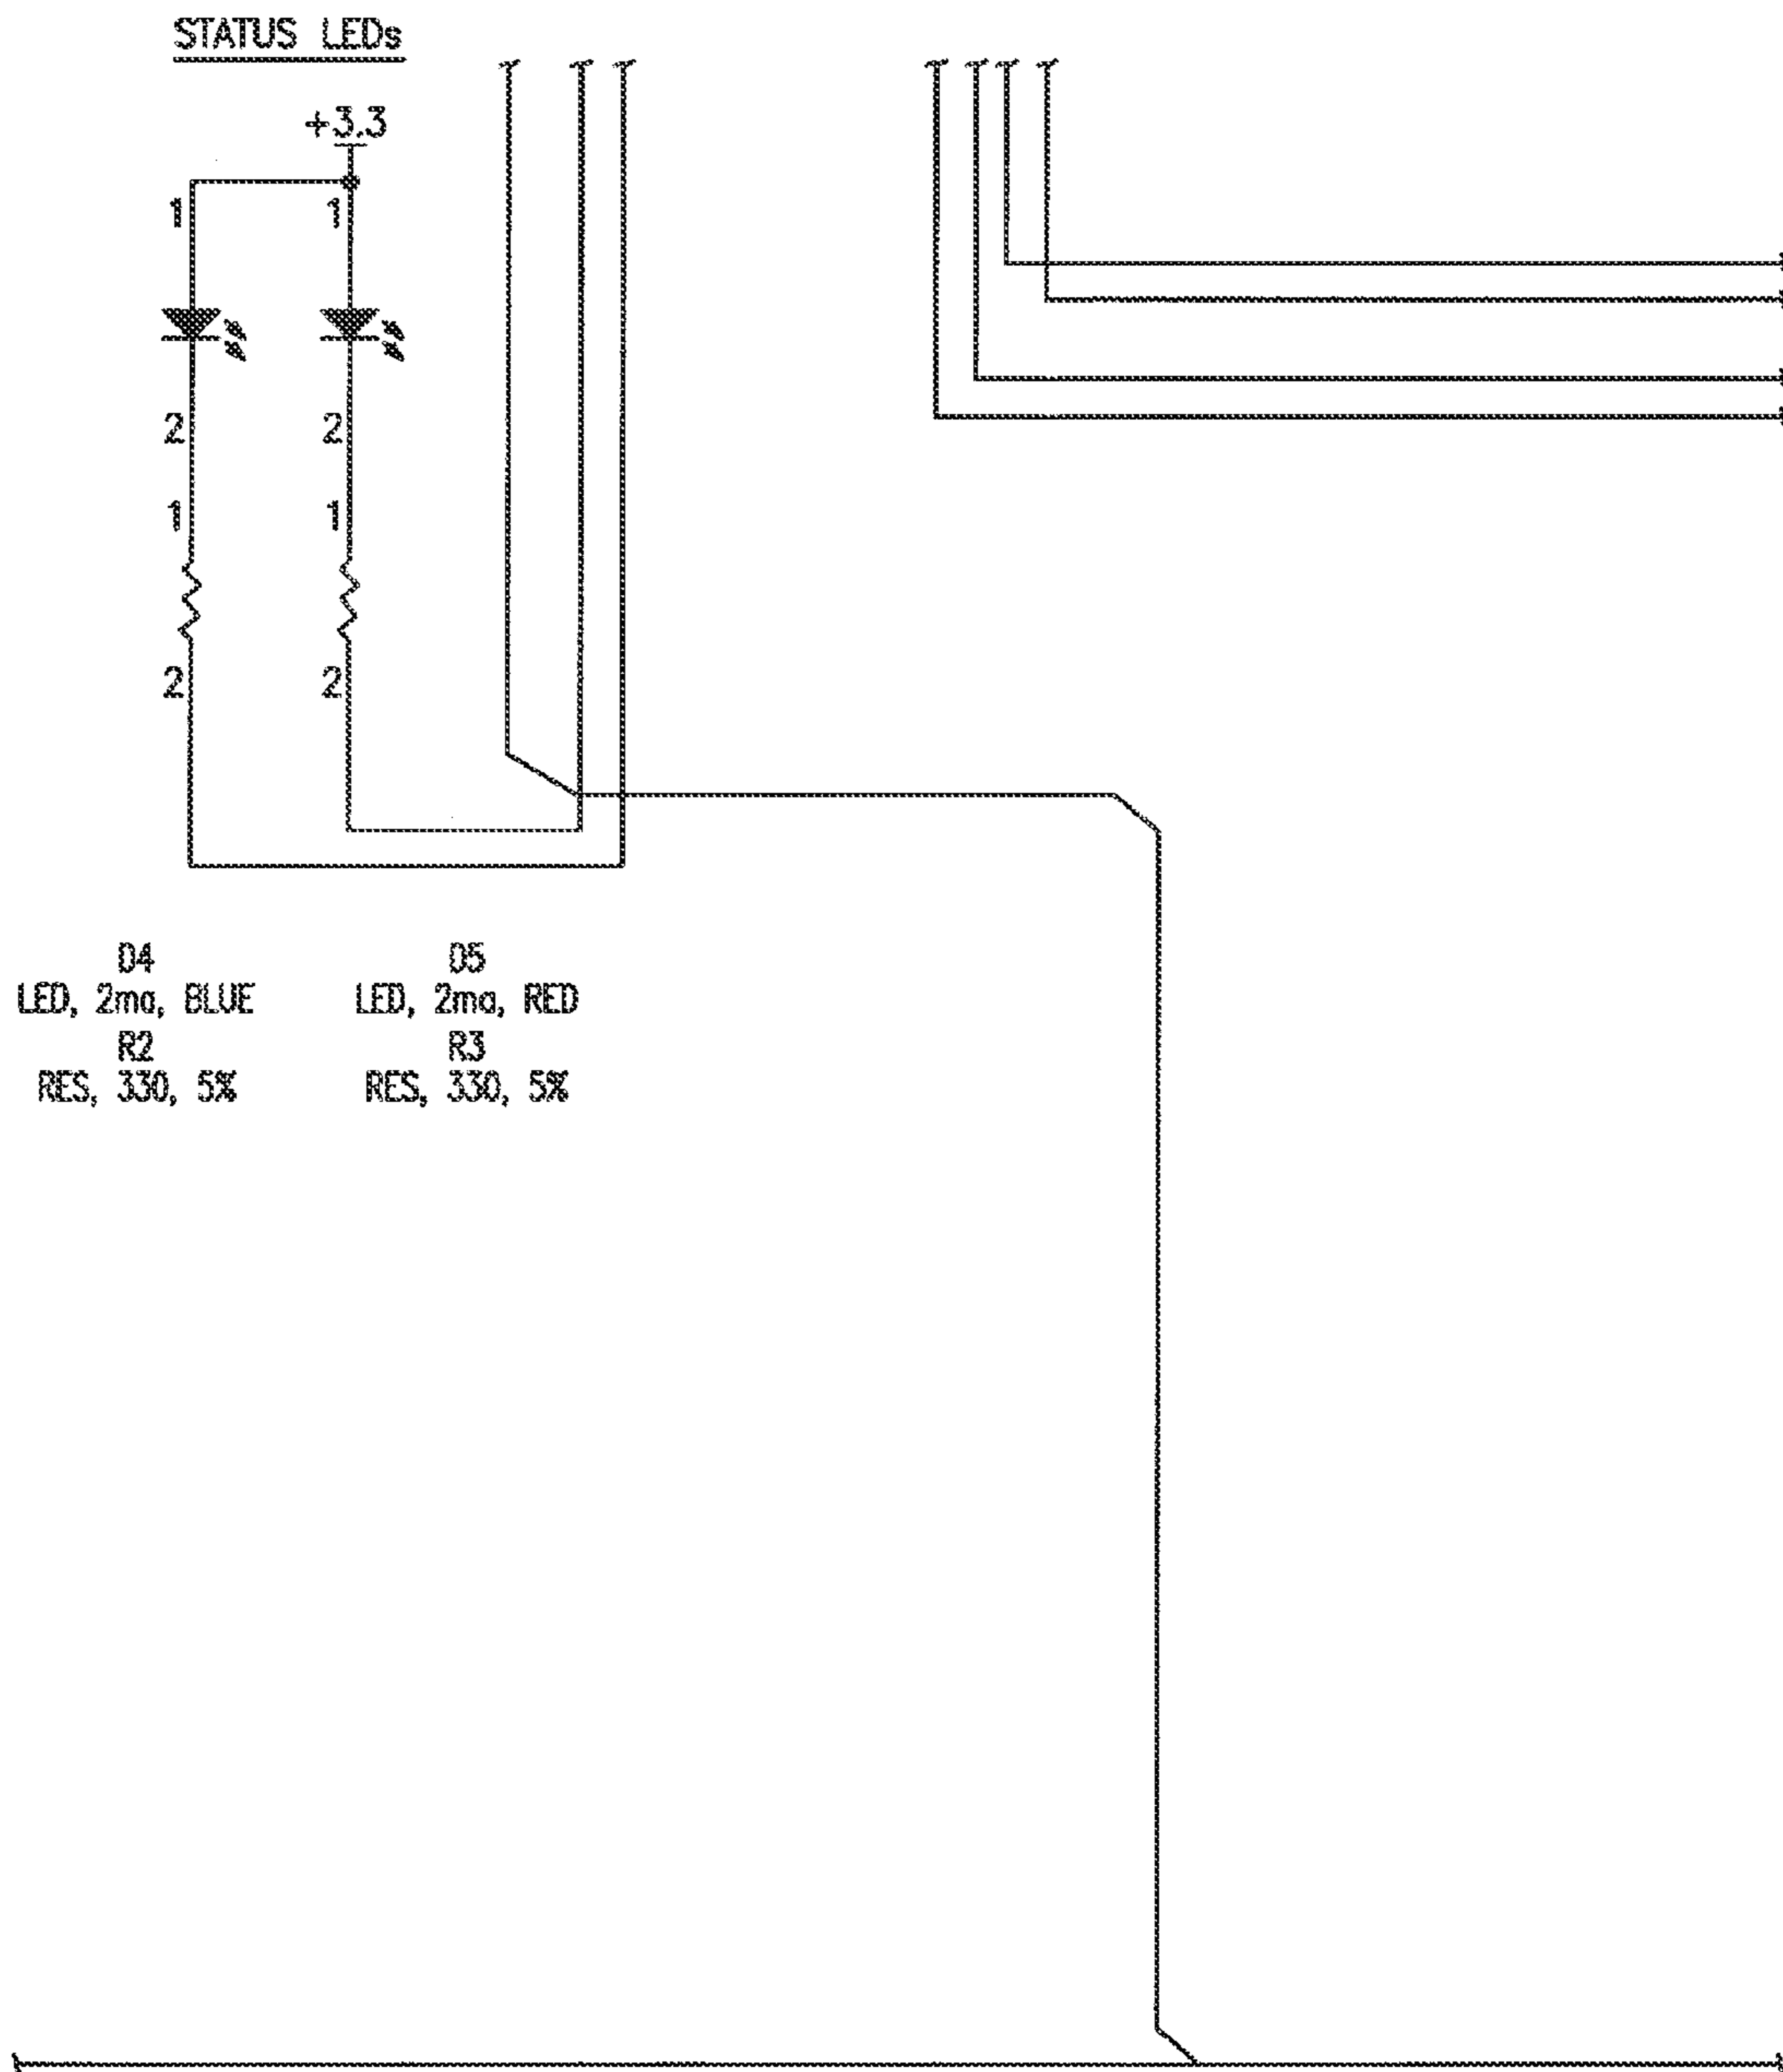 STATUS LEDs
+3.3
1 1
2 2
1 1
2 2
D4
LED, 2ma, BLUE
R2
RES, 330, 5%
D5
LED, 2ma, RED
R3
RES, 330, 5%